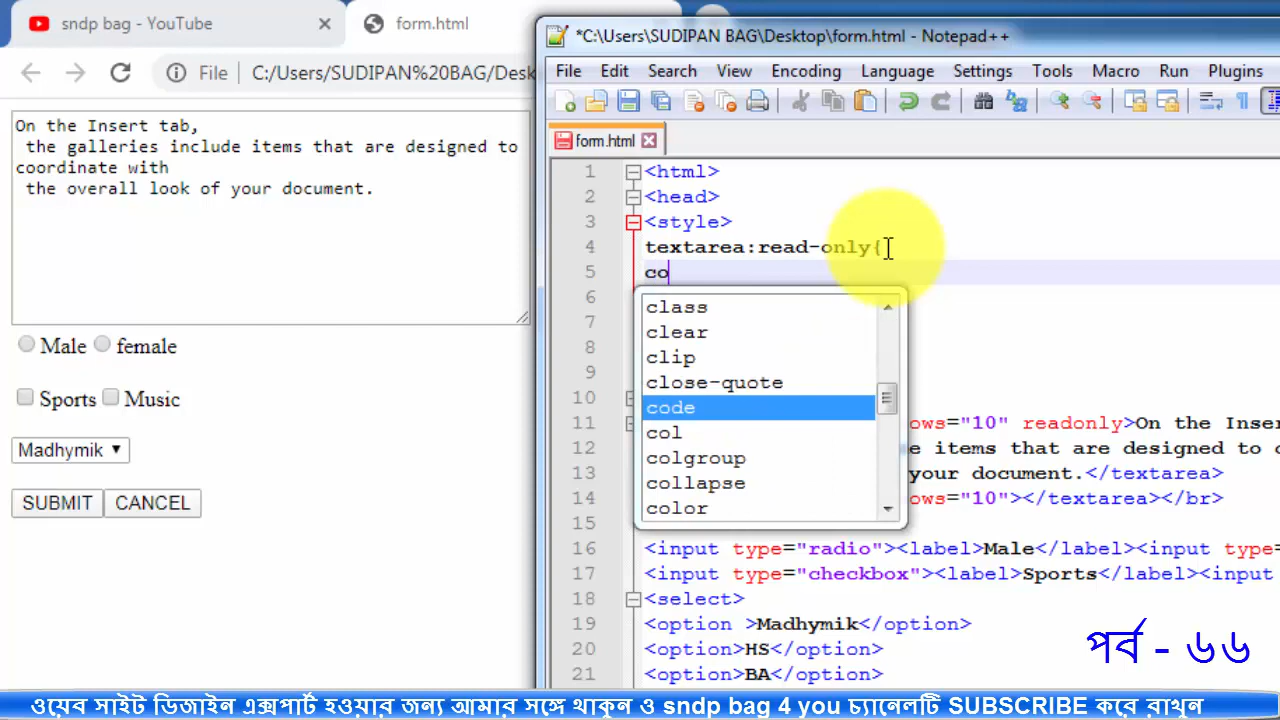 sndp bag - YouTube
form.html
File C:/Users/SUDIPAN%20BAG/Desk
On the Insert tab,
the galleries include items that are designed to
coordinate with
the overall look of your document.
Male female
Sports Music
Madhymik
SUBMIT CANCEL
*C:\Users\SUDIPAN BAG\Desktop\form.html - Notepad++
File Edit Search View Encoding Language Settings Tools Macro Run Plugins
form.html
1 <html>
2 <head>
3 <style>
4 textarea:read-only{
5 co
6
7
8
9
10
11 ows="10" readonly>On the Inser
12 e items that are designed to c
13 your document.</textarea>
14 ows="10"></textarea></br>
15
16 <input type="radio"><label>Male</label><input type=
17 <input type="checkbox"><label>Sports</label><input
18 <select>
19 <option >Madhymik</option>
20 <option>HS</option>
21 <option>BA</option>
class
clear
clip
close-quote
code
col
colgroup
collapse
color
পর্ব - ৬৬
ওয়েব সাইট ডিজাইন এক্সপার্ট হওয়ার জন্য আমার সঙ্গে থাকুন ও sndp bag 4 you চ্যানেলটি SUBSCRIBE করে রাখুন